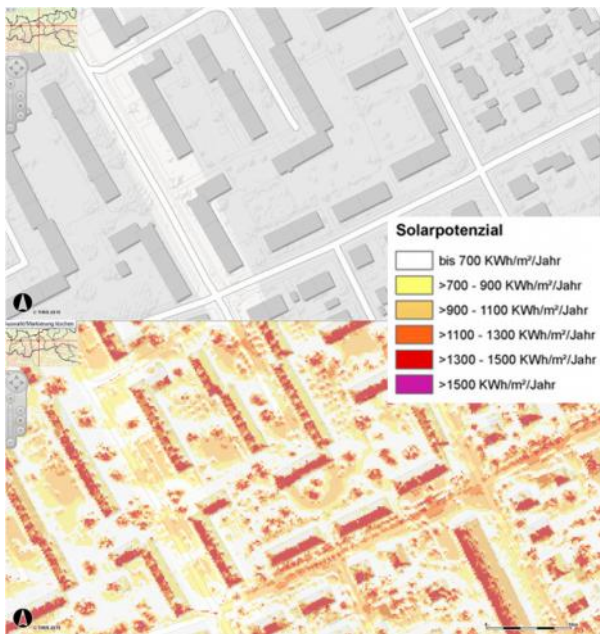 Solarpotenzial
bis 700 KWh/m²/Jahr
>700 - 900 KWh/m²/Jahr
>900 - 1100 KWh/m²/Jahr
>1100 - 1300 KWh/m²/Jahr
>1300 - 1500 KWh/m²/Jahr
>1500 KWh/m²/Jahr